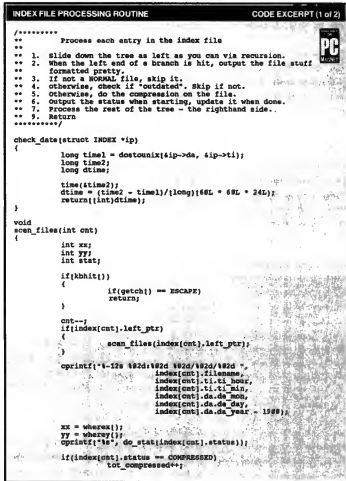 INDEX FILE PROCESSING ROUTINE CODE EXCERPT (1 of 2)
/*********
**         Process each entry in the index file
**
**  1.  Slide down the tree as left as you can via recursion.
**  2.  When the left end of a branch is hit, output the file stuff
**      formatted pretty.
**  3.  If not a NORMAL file, skip it.
**  4.  otherwise, check if "outdated". Skip if not.
**  5.  Otherwise, do the compression on the file.
**  6.  Output the status when starting, update it when done.
**  7.  Process the rest of the tree - the righthand side..
**  9.  Return
**********/
PC
check_date(struct INDEX *ip)
{
long time1 = dostounix(&ip->da, &ip->ti);
long time2;
long dtime;
time(&time2);
dtime = (time2 - time1)/(long)(60L * 60L * 24L);
return((int)dtime);
}
void
scan_files(int cnt)
{
int xx;
int yy;
int stat;
if(kbhit())
{
if(getch() == ESCAPE)
return;
}
cnt--;
if(index[cnt].left_ptr)
{
scan_files(index[cnt].left_ptr);
}
cprintf("%-12s %02d:%02d %02d/%02d/%02d ",
index[cnt].filename,
index[cnt].ti.ti_hour,
index[cnt].ti.ti_min,
index[cnt].da.da_mon,
index[cnt].da.da_day,
index[cnt].da.da_year - 1980);
xx = wherex();
yy = wherey();
cprintf("%s", do_stat(index[cnt].status));
if(index[cnt].status == COMPRESSED)
tot_compressed++;